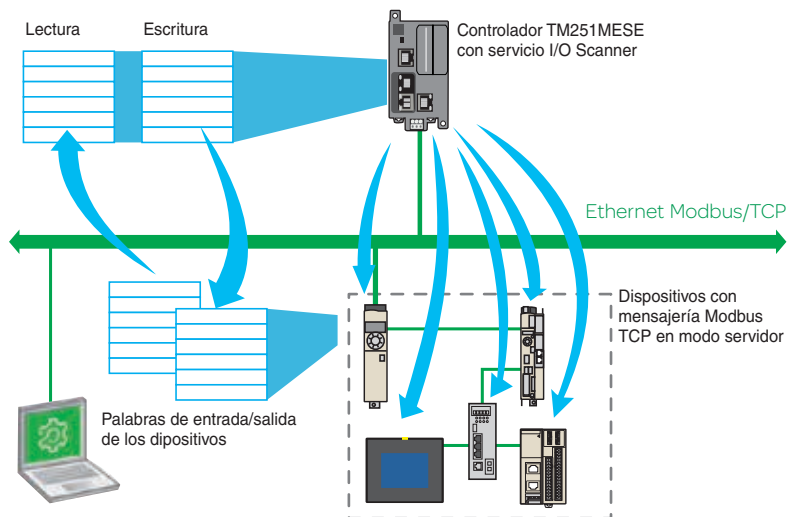 Lectura
Escritura
Controlador TM251MESE
con servicio I/O Scanner
Ethernet Modbus/TCP
Dispositivos con
mensajería Modbus
TCP en modo servidor
Palabras de entrada/salida
de los dipositivos